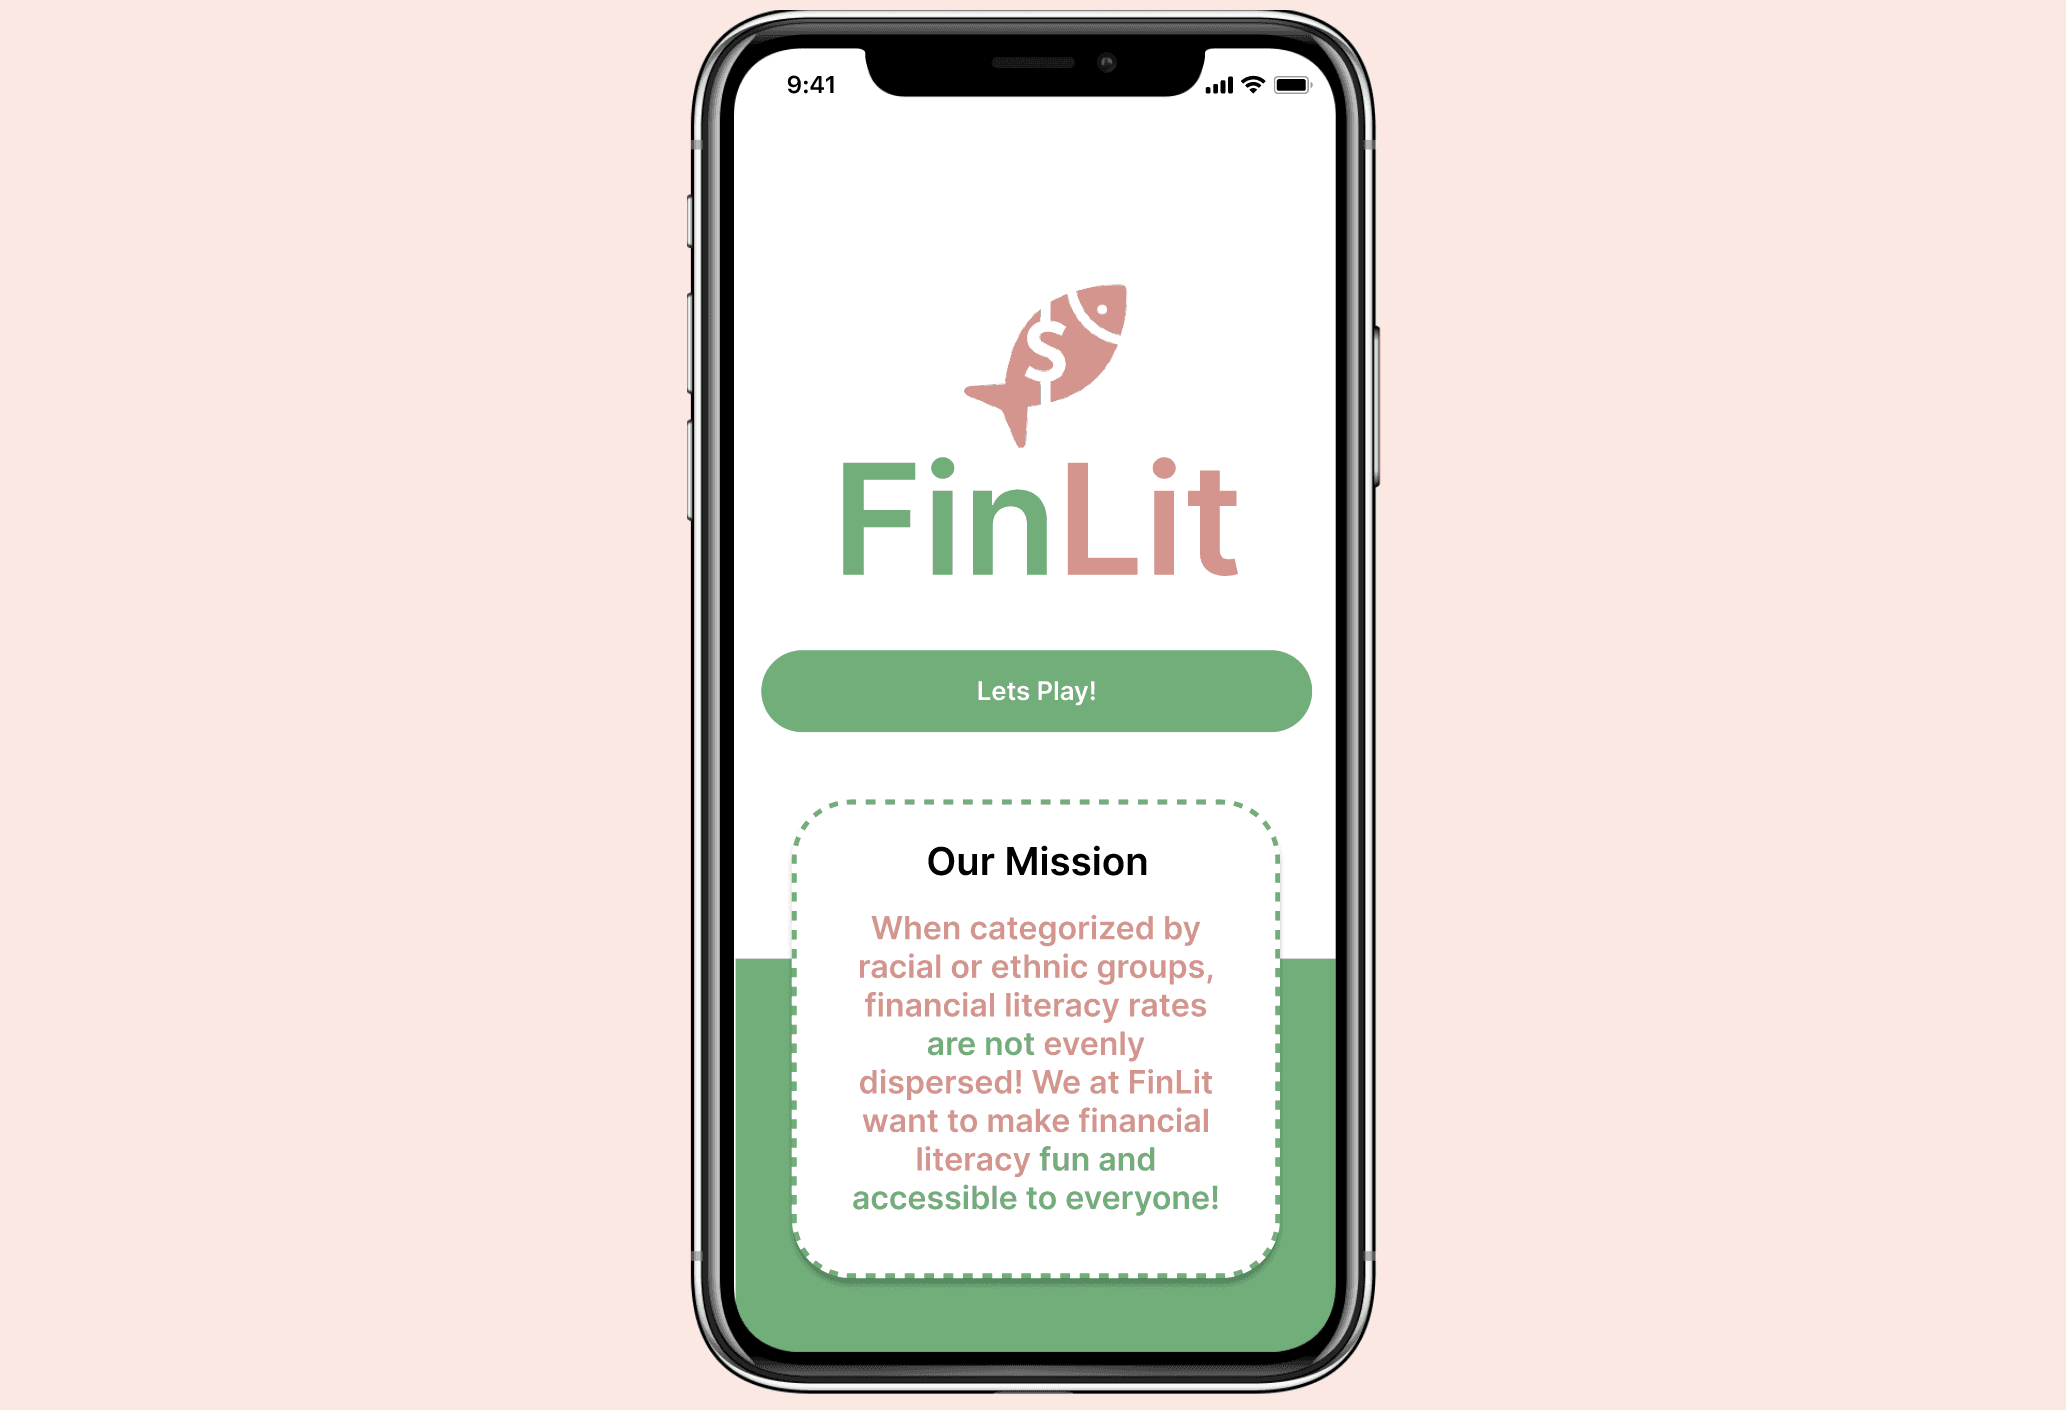 9:41
$
FinLit
Lets Play!
Our Mission
When categorized by
racial or ethnic groups,
financial literacy rates
are not evenly
dispersed! We at FinLit
want to make financial
literacy fun and
accessible to everyone!